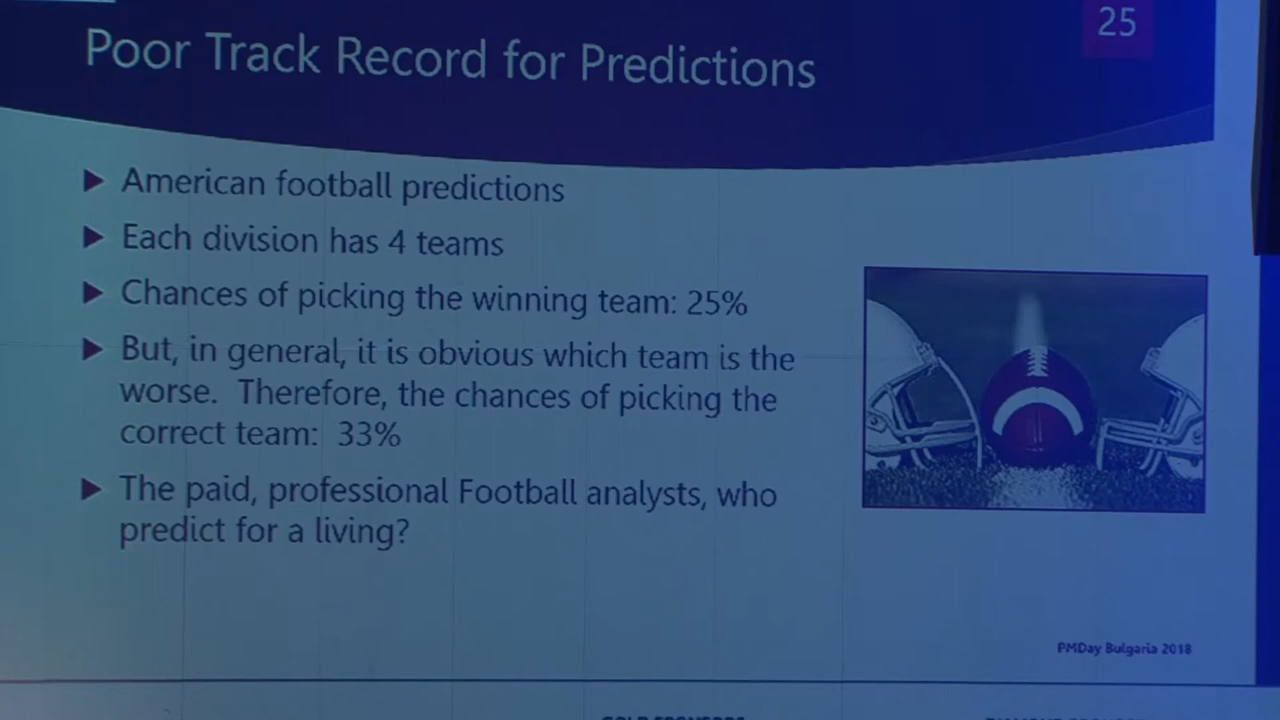 25
Poor Track Record for Predictions
American football predictions
Each division has 4 teams
Chances of picking the winning team: 25%
But, in general, it is obvious which team is the
worse. Therefore, the chances of picking the
correct team: 33%
The paid, professional Football analysts, who
predict for a living?
PMDay Bulgaria 2018